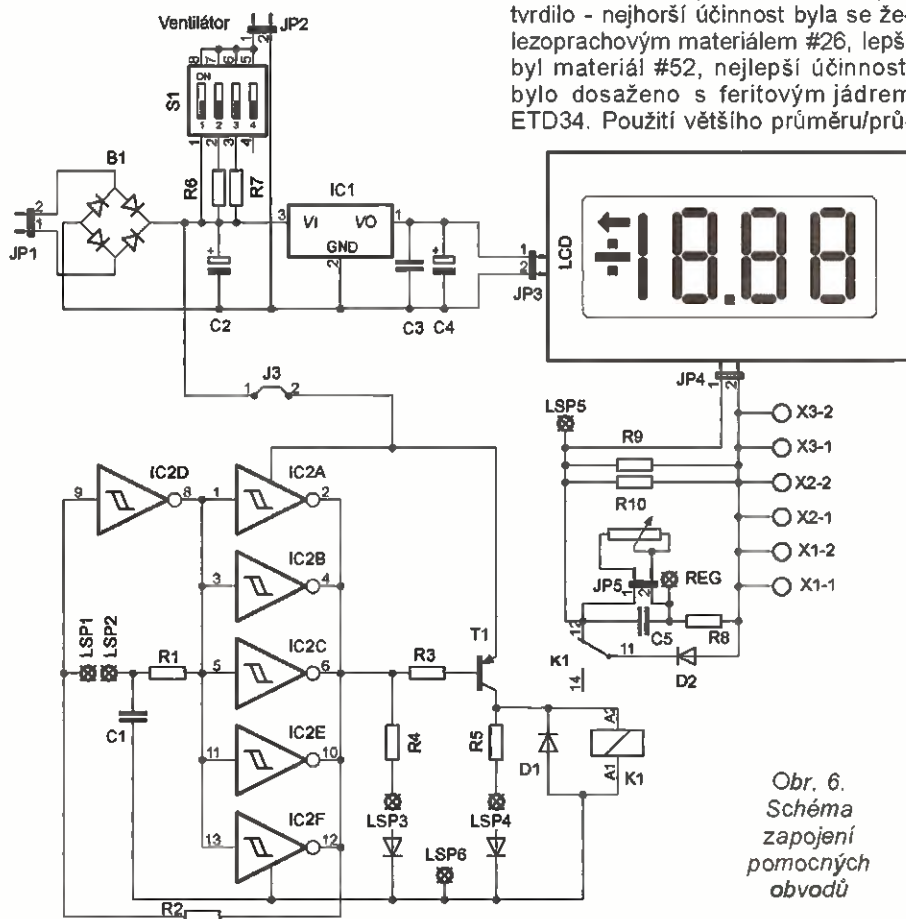 tvrdilo - nejhorší účinnost byla se že-
lezoprachovým materiálem #26, lepš
byl materiál #52, nejlepší účinnost
bylo dosaženo s feritovým jádrem
ETD34. Použití většího průměru/prů-
Ventilátor
1 2
JP2
8 7 6 5
ON
S1
1 2 3 4
1 2 3 4
B1
R6
R7
IC1
2
1
JP1
3
VI
VO
1
GND
2
+
C2
C3
+
C4
1
2
JP3
LCD
÷18.88
JP4
1 2
J3
1
2
LSP5
X3-2
R9
X3-1
X2-2
R10
X2-1
X1-2
X1-1
JP5
1 2
REG
C5
R8
12
11
K1
14
D2
9
IC2D
8
1
IC2A
2
IC2B
3
4
IC2C
5
6
IC2E
11
10
IC2F
13
12
LSP1
LSP2
R1
C1
R2
R3
T1
R4
R5
LSP3
LSP4
LSP6
D1
A2
A1
K1
Obr. 6.
Schéma
zapojení
pomocných
obvodů